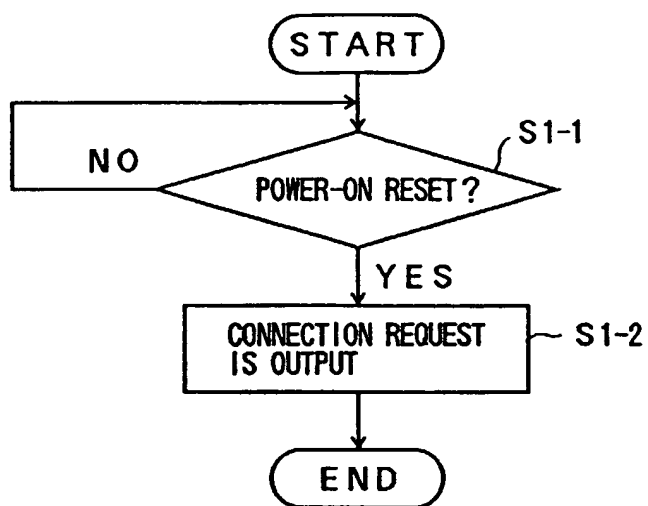 START
S1-1
NO
POWER-ON RESET?
YES
CONNECTION REQUEST
IS OUTPUT
S1-2
END